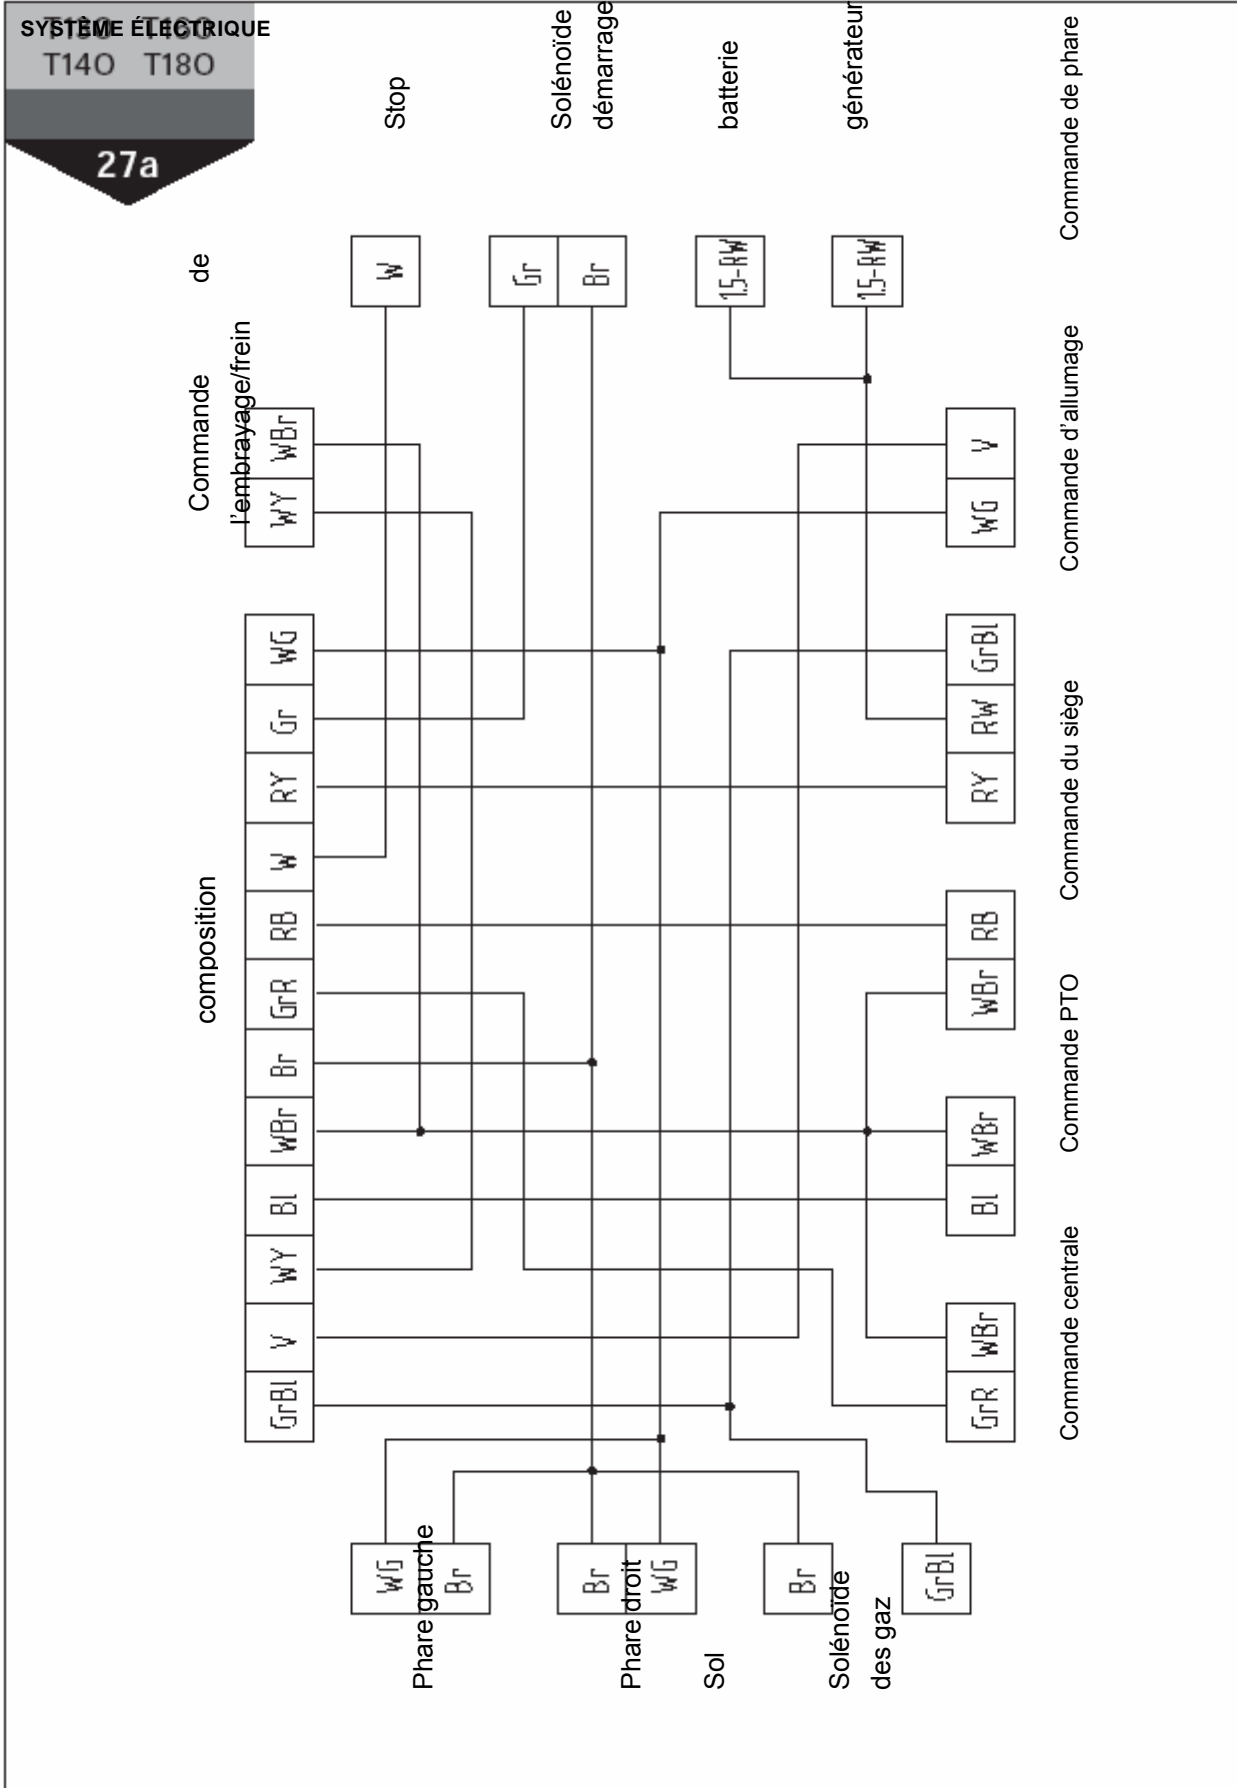 SYSTÈME ÉLECTRIQUE
T130 T160
T140 T180
27a
Stop
Solénoïde
démarrage
batterie
générateur
Commande de phare
W
Gr
Br
1.5-RW
1.5-RW
Commande de
l'embrayage/frein
WBr
WY
V
WG
Commande d'allumage
composition
WG
Gr
RY
W
RB
GrR
Br
WBr
Bl
WY
V
GrBl
GrBl
RW
RY
Commande du siège
RB
WBr
Commande PTO
WBr
Bl
Commande centrale
WBr
GrR
WG
Br
Br
WG
Br
GrBl
Phare gauche
Phare droit
Sol
Solénoïde
des gaz